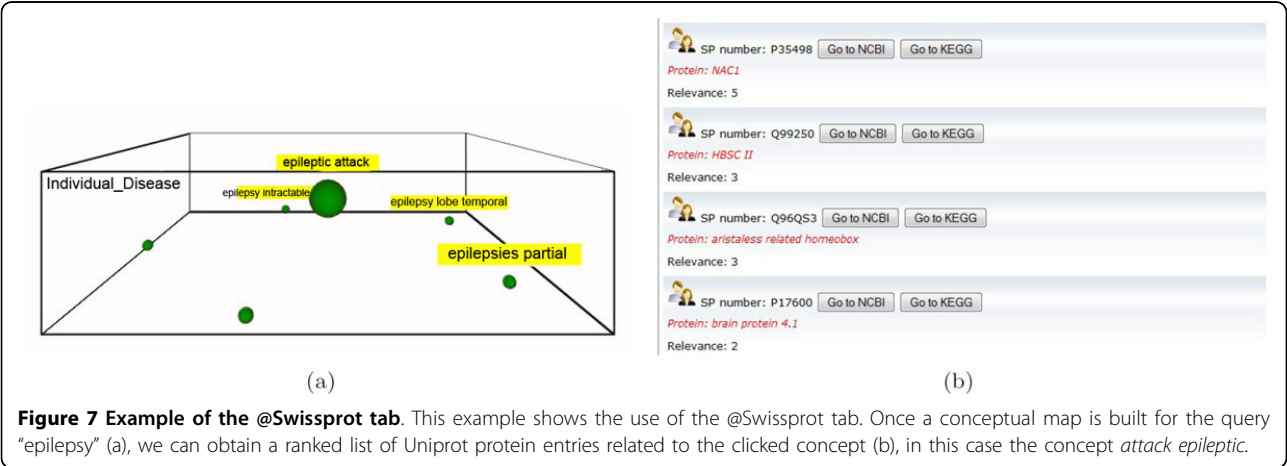 epileptic attack
Individual_Disease
epilepsy intractable
epilepsy lobe temporal
epilepsies partial
(a)
SP number: P35498 Go to NCBI Go to KEGG
Protein: NAC1
Relevance: 5
SP number: Q99250 Go to NCBI Go to KEGG
Protein: HBSC II
Relevance: 3
SP number: Q96QS3 Go to NCBI Go to KEGG
Protein: aristaless related homeobox
Relevance: 3
SP number: P17600 Go to NCBI Go to KEGG
Protein: brain protein 4.1
Relevance: 2
(b)
Figure 7 Example of the @Swissprot tab. This example shows the use of the @Swissprot tab. Once a conceptual map is built for the query
“epilepsy” (a), we can obtain a ranked list of Uniprot protein entries related to the clicked concept (b), in this case the concept attack epileptic.